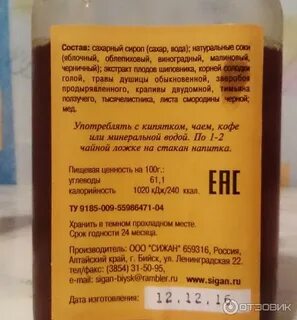 Состав: сахарный сироп (сахар, вода); натуральные соки
(яблочный, облепиховый, виноградный, малиновый,
черничный); экстракт плодов шиповника, корней солодки
голой, травы душицы обыкновенной, зверобоя
продырявленного, крапивы двудомной, тимьяна
ползучего, тысячелистника, листа смородины черной;
мед.
Употреблять с кипятком, чаем, кофе
или минеральной водой. По 1-2
чайной ложке на стакан напитка.
Пищевая ценность на 100г.:
углеводы 61,1
калорийность 1020 кДж/240 ккал.
EAC
ТУ 9185-009-55986471-04
Хранить в темном прохладном месте.
Срок годности 24 месяца.
Производитель: ООО "СИЖАН" 659316, Россия,
Алтайский край, г. Бийск, ул. Ленинградская, 22.
тел/факс: (3854) 31-50-95,
e-mail: sigan-biysk@rambler.ru, www.sigan.ru
Дата изготовления: 12.12.16
ОТЗОВИК